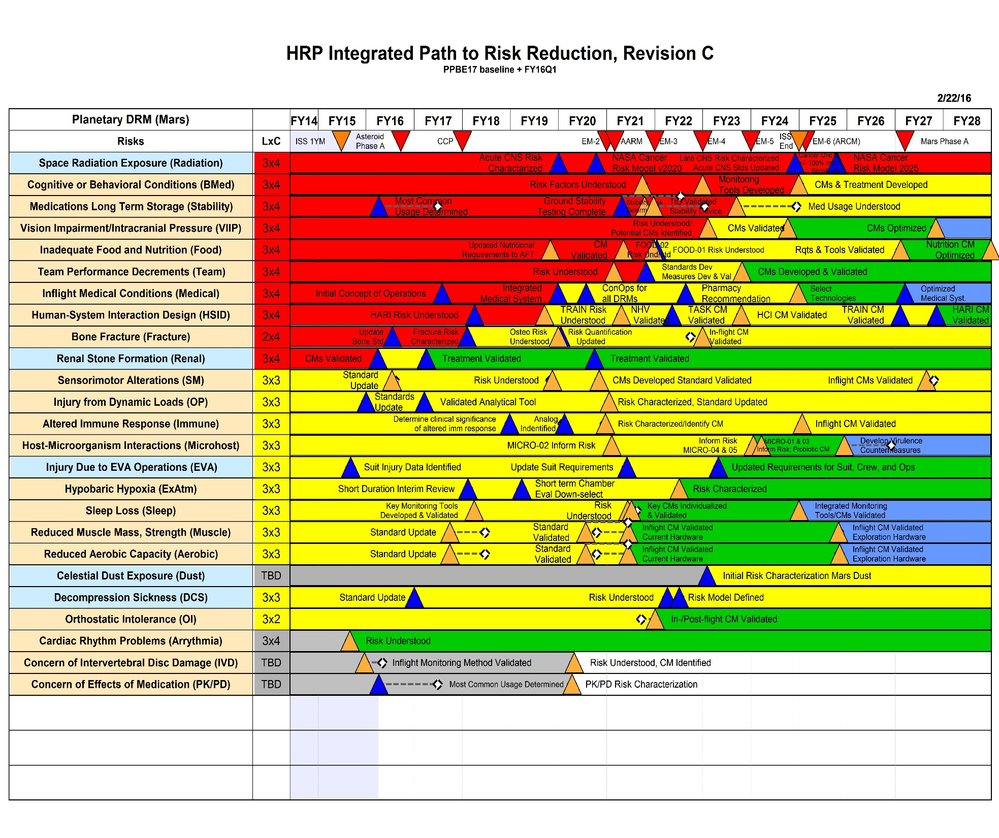 HRP Integrated Path to Risk Reduction, Revision C
PPBE17 baseline + FY16Q1
2/22/16
Planetary DRM (Mars) FY14 FY15 FY16 FY17 FY18 FY19 FY20 FY21 FY22 FY23 FY24 FY25 FY26 FY27 FY28
Risks LxC ISS 1YM Asteroid Phase A CCP EM-2 AARM EM-3 EM-4 EM-5 ISS End EM-6 (ARCM) Mars Phase A
Space Radiation Exposure (Radiation) 3x4 Acute CNS Risk Charactarized NASA Cancer Risk Model v2020 Late CNS Risk Characterized Acute CNS Stds Updated Cancer +/- 100% NASA Cancer Risk Model 2025
Cognitive or Behavioral Conditions (BMed) 3x4 Risk Factors Understood Monitoring Tools Developed CMs & Treatment Developed
Medications Long Term Storage (Stability) 3x4 Most Common Usage Determined Ground Stability Testing Complete Stability Validated Stability Device Med Usage Understood
Vision Impairment/Intracranial Pressure (VIIP) 3x4 Risk Understood/ Potential CMs Identified CMs Validated CMs Optimized
Inadequate Food and Nutrition (Food) 3x4 Updated Nutritional Requirements to AFT CM Validated FOOD-02 Risk FOOD-01 Risk Understood Rqts & Tools Validated Nutrition CM Optimized
Team Performance Decrements (Team) 3x4 Risk Understood Standards Dev Measures Dev & Val CMs Developed & Validated
Inflight Medical Conditions (Medical) 3x4 Initial Concept of Operations Integrated Medical System ConOps for all DRMs Pharmacy Recommendation Select Technologies Optimized Medical Syst.
Human-System Interaction Design (HSID) 3x4 HARI Risk Understood TRAIN Risk Understood NHV Validated TASK CM Validated HCI CM Validated TRAIN CM Validated HARI CM Validated
Bone Fracture (Fracture) 2x4 Update Bone Std Fracture Risk Characterized Osteo Risk Understood Risk Quantification Updated In-flight CM Validated
Renal Stone Formation (Renal) 3x4 CMs Validated Treatment Validated Treatment Validated
Sensorimotor Alterations (SM) 3x3 Standard Update Risk Understood CMs Developed Standard Validated Inflight CMs Validated
Injury from Dynamic Loads (OP) 3x3 Standards Update Validated Analytical Tool Risk Characterized, Standard Updated
Altered Immune Response (Immune) 3x3 Determine clinical significance of altered imm response Analog Indentified Risk Characterized/Identify CM Inflight CM Validated
Host-Microorganism Interactions (Microhost) 3x3 MICRO-02 Inform Risk Inform Risk MICRO-04 & 05 MICRO-01 & 03 Inform Risk; Probiotic CM Develop Virulence Countermeasures
Injury Due to EVA Operations (EVA) 3x3 Suit Injury Data Identified Update Suit Requirements Updated Requirements for Suit, Crew, and Ops
Hypobaric Hypoxia (ExAtm) 3x3 Short Duration Interim Review Short term Chamber Eval Down-select Risk Characterized
Sleep Loss (Sleep) 3x3 Key Monitoring Tools Developed & Validated Risk Understood Key CMs Individualized & Validated Integrated Monitoring Tools/CMs Validated
Reduced Muscle Mass, Strength (Muscle) 3x3 Standard Update Standard Validated Inflight CM Validated Current Hardware Inflight CM Validated Exploration Hardware
Reduced Aerobic Capacity (Aerobic) 3x3 Standard Update Standard Validated Inflight CM Validated Current Hardware Inflight CM Validated Exploration Hardware
Celestial Dust Exposure (Dust) TBD Initial Risk Characterization Mars Dust
Decompression Sickness (DCS) 3x3 Standard Update Risk Understood Risk Model Defined
Orthostatic Intolerance (OI) 3x2 In-/Post-flight CM Validated
Cardiac Rhythm Problems (Arrythmia) 3x4 Risk Understood
Concern of Intervertebral Disc Damage (IVD) TBD Inflight Monitoring Method Validated Risk Understood, CM Identified
Concern of Effects of Medication (PK/PD) TBD Most Common Usage Determined PK/PD Risk Characterization